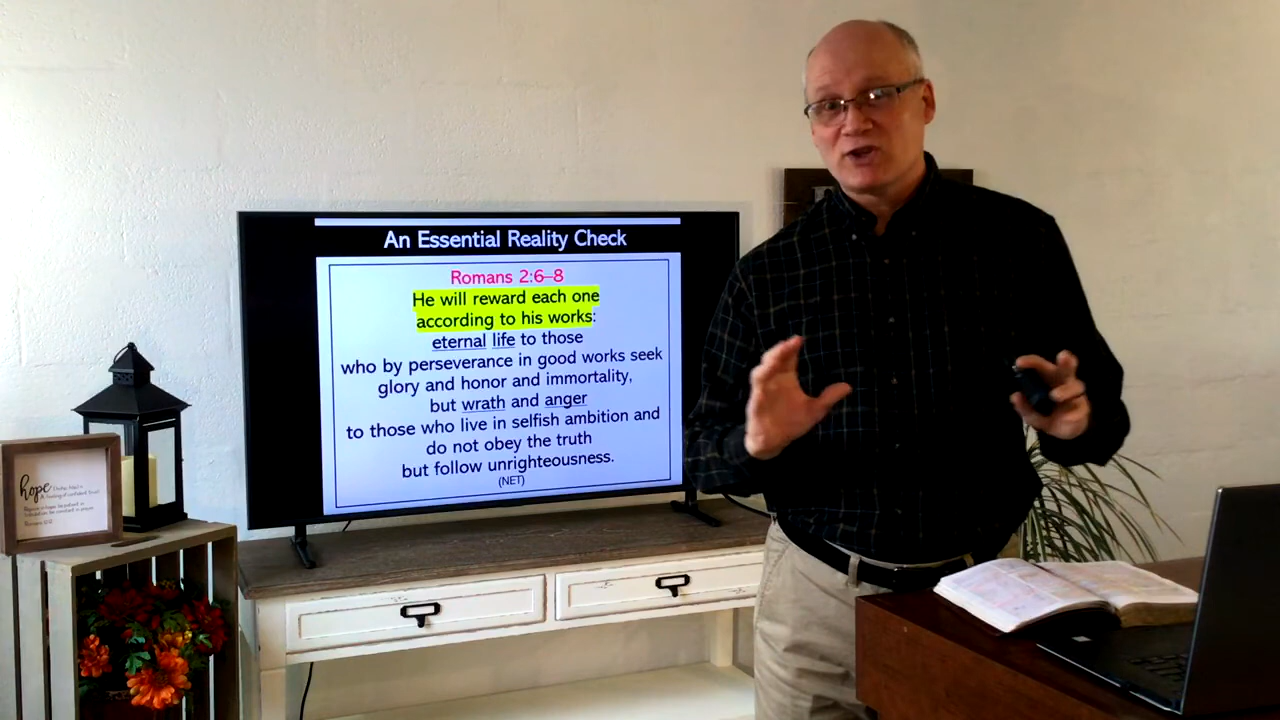 An Essential Reality Check
Romans 2:6–8
He will reward each one
according to his works:
eternal life to those
who by perseverance in good works seek
glory and honor and immortality,
but wrath and anger
to those who live in selfish ambition and
do not obey the truth
but follow unrighteousness.
(NET)
hope